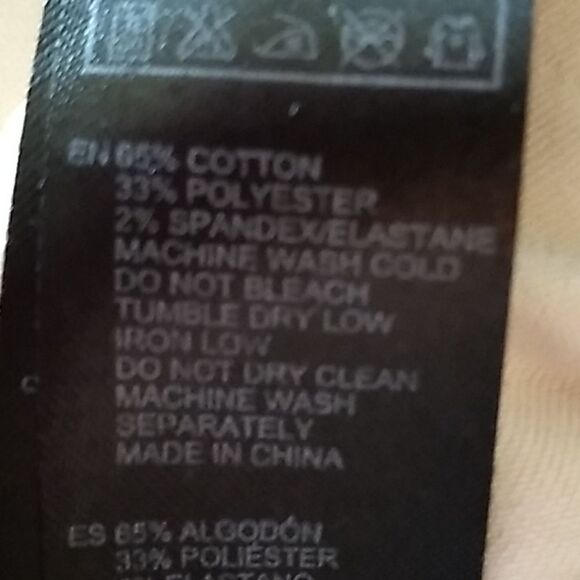 EN 65% COTTON
33% POLYESTER
2% SPANDEX/ELASTANE
MACHINE WASH COLD
DO NOT BLEACH
TUMBLE DRY LOW
IRON LOW
DO NOT DRY CLEAN
MACHINE WASH
SEPARATELY
MADE IN CHINA
ES 65% ALGODÓN
33% POLIÉSTER
ELASTANO